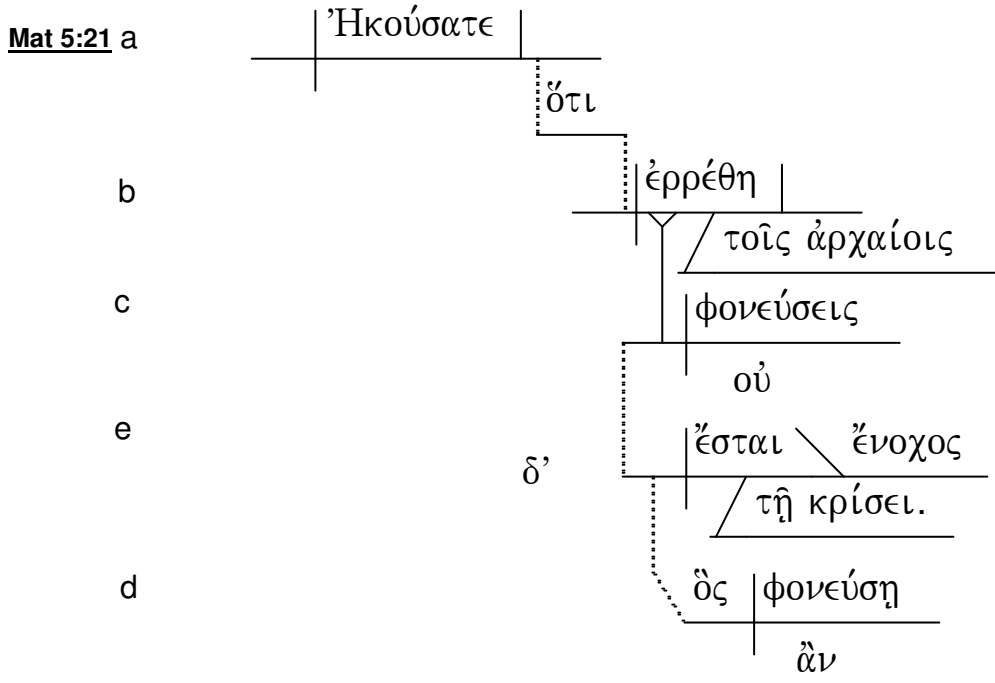 Mat 5:21 a Ἠκούσατε
ὅτι
b ἐρρέθη
τοῖς ἀρχαίοις
c φονεύσεις
οὐ
e ἔσται ἔνοχος
δ’
τῇ κρίσει.
d ὃς φονεύσῃ
ἂν